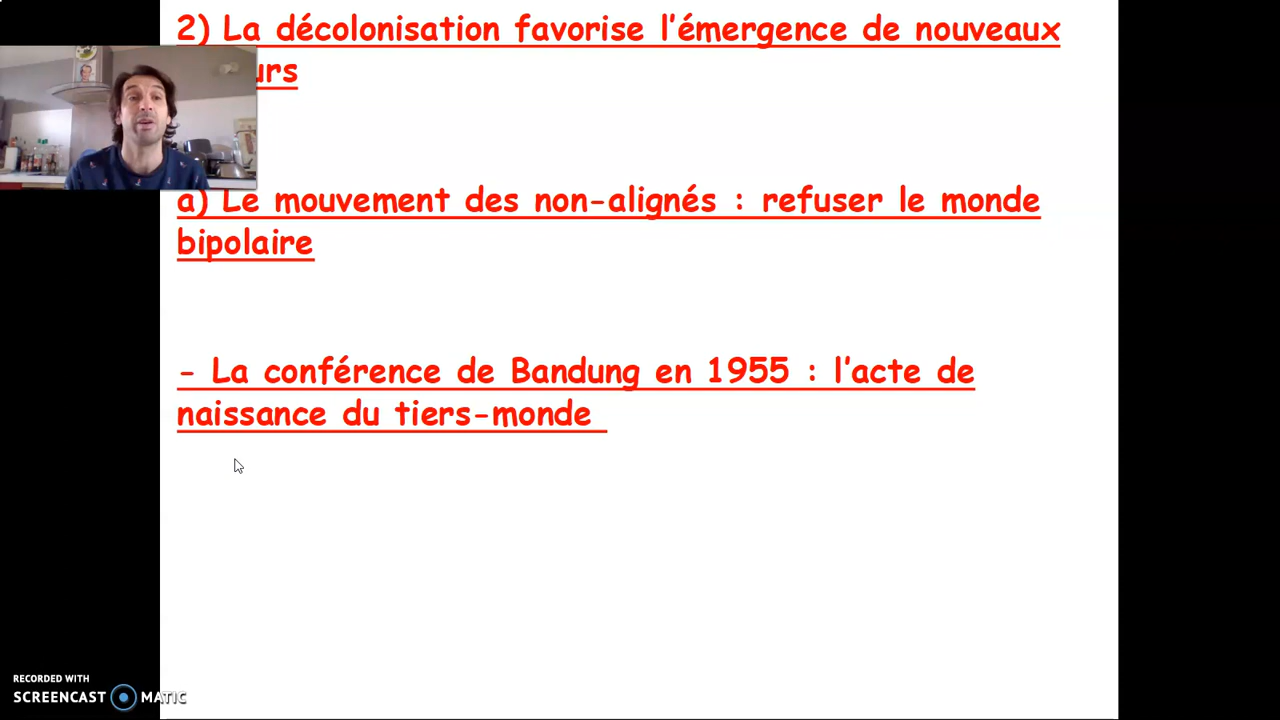 2) La décolonisation favorise l’émergence de nouveaux
urs
a) Le mouvement des non-alignés : refuser le monde
bipolaire
- La conférence de Bandung en 1955 : l’acte de
naissance du tiers-monde
RECORDED WITH
SCREENCAST MATIC